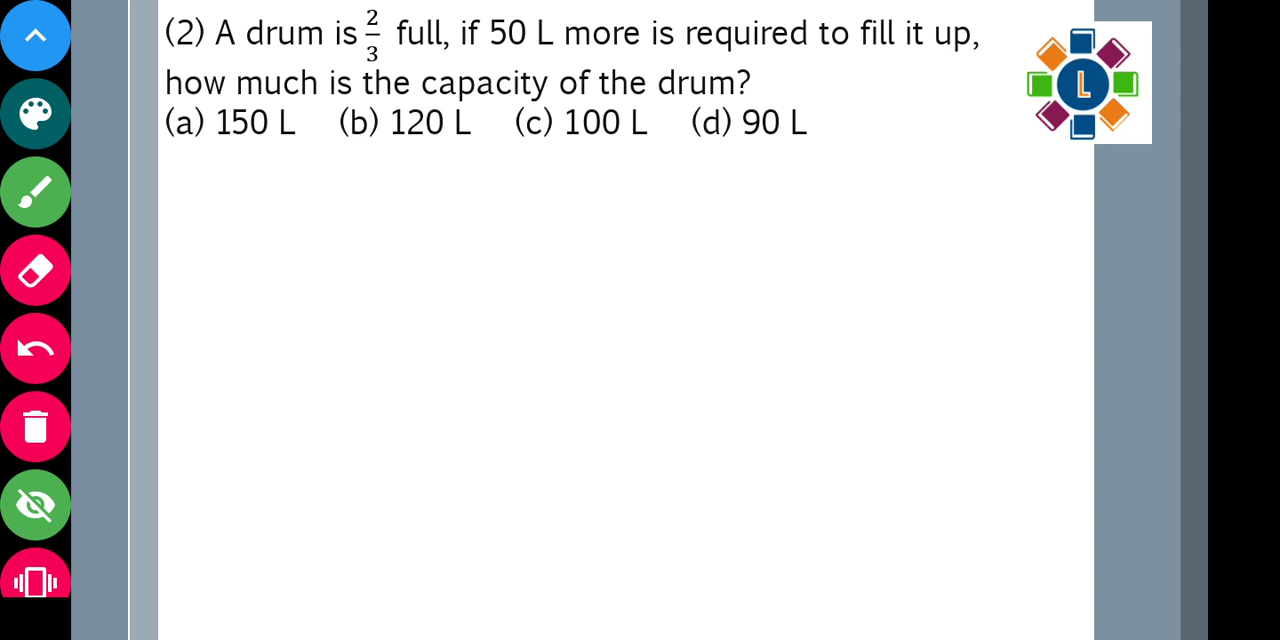 (2) A drum is 2/3 full, if 50 L more is required to fill it up,
how much is the capacity of the drum?
(a) 150 L (b) 120 L (c) 100 L (d) 90 L
L